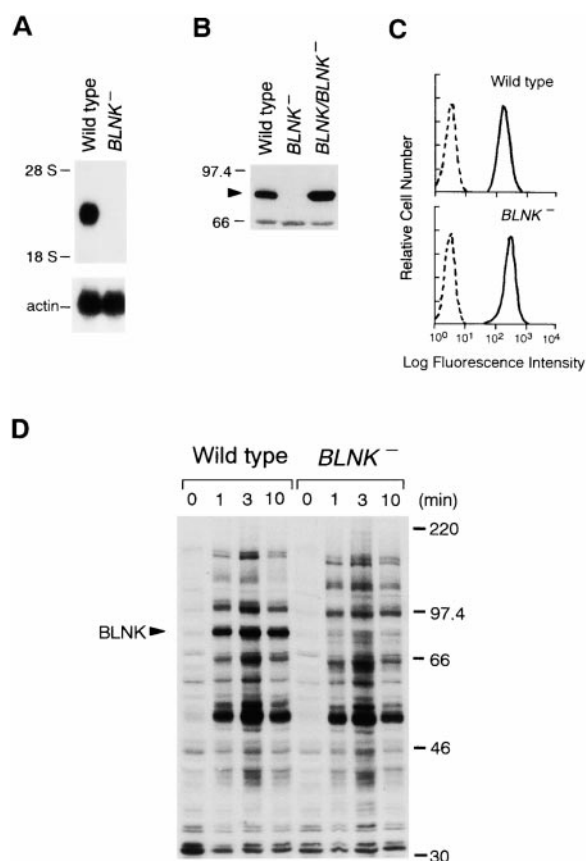 A
Wild type
BLNK⁻
28 S
18 S
actin
B
Wild type
BLNK⁻
BLNK/BLNK⁻
97.4
66
C
Wild type
BLNK⁻
Relative Cell Number
10⁰ 10¹ 10² 10³ 10⁴
Log Fluorescence Intensity
D
Wild type BLNK⁻
0 1 3 10 0 1 3 10 (min)
220
97.4
BLNK
66
46
30